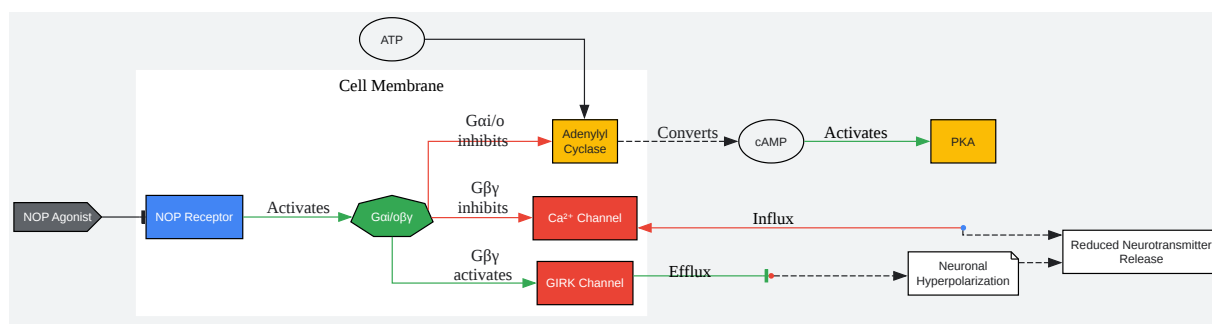 ATP
Cell Membrane
Gαi/o
inhibits
Adenylyl
Cyclase
Converts
cAMP
Activates
PKA
NOP Agonist
NOP Receptor
Activates
Gαi/oβγ
Gβγ
inhibits
Ca²⁺ Channel
Influx
Reduced Neurotransmitter
Release
Gβγ
activates
GIRK Channel
Efflux
Neuronal
Hyperpolarization